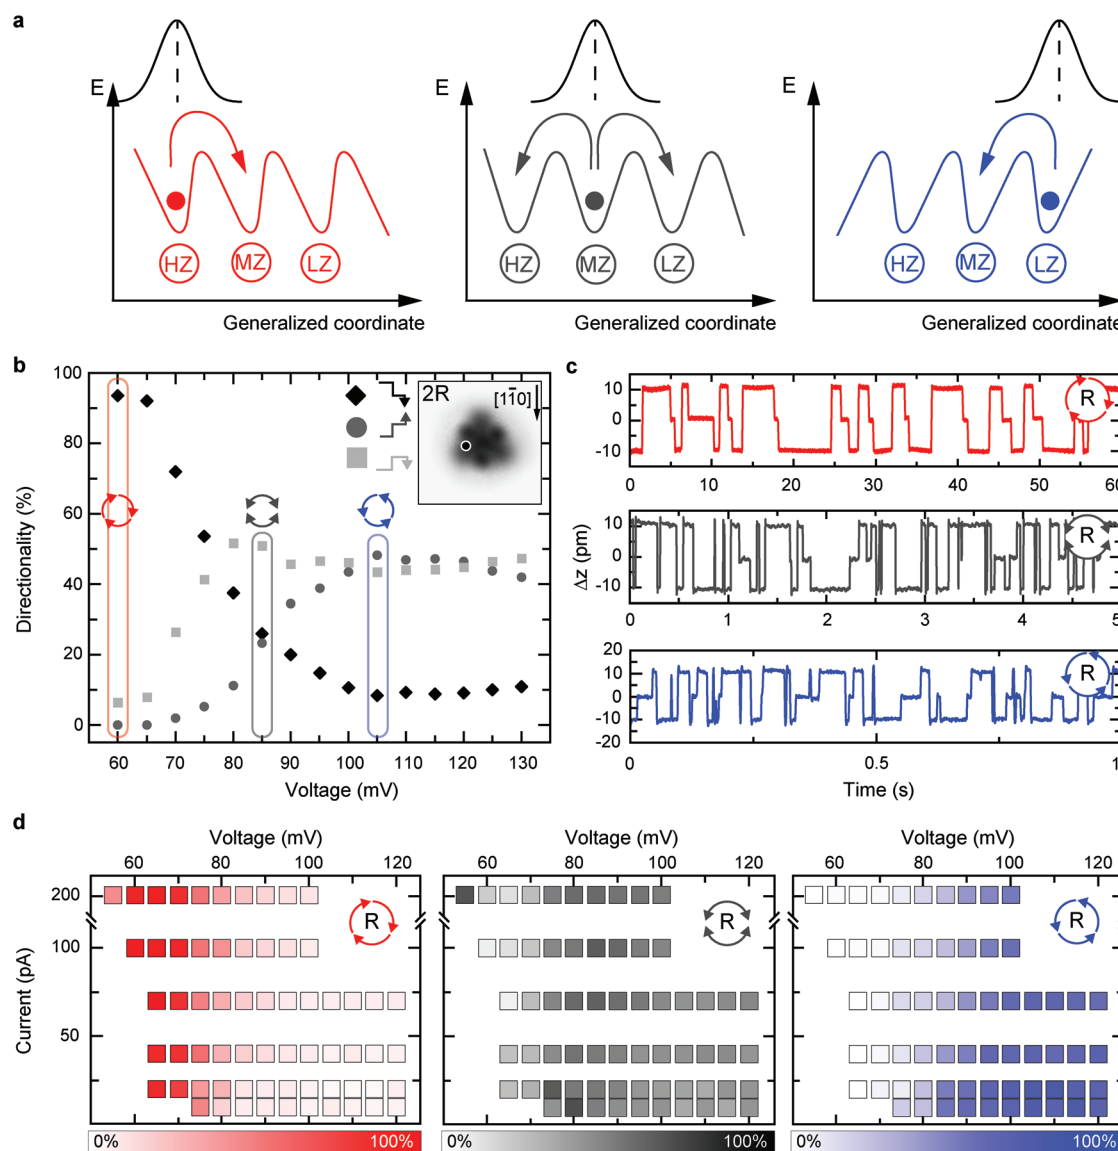 a
E
HZ MZ LZ
Generalized coordinate
E
HZ MZ LZ
Generalized coordinate
E
HZ MZ LZ
Generalized coordinate
b
100
80
60
40
20
0
Directionality (%)
2R
[11̄0]
60 70 80 90 100 110 120 130
Voltage (mV)
c
10
0
-10
R
0 10 20 30 40 50 60
10
0
-10
R
0 1 2 3 4 5
Δz (pm)
20
10
0
-10
-20
R
0 0.5 1
Time (s)
d
Voltage (mV)
60 80 100 120
200
100
50
Current (pA)
R
0% 100%
Voltage (mV)
60 80 100 120
R
0% 100%
Voltage (mV)
60 80 100 120
R
0% 100%